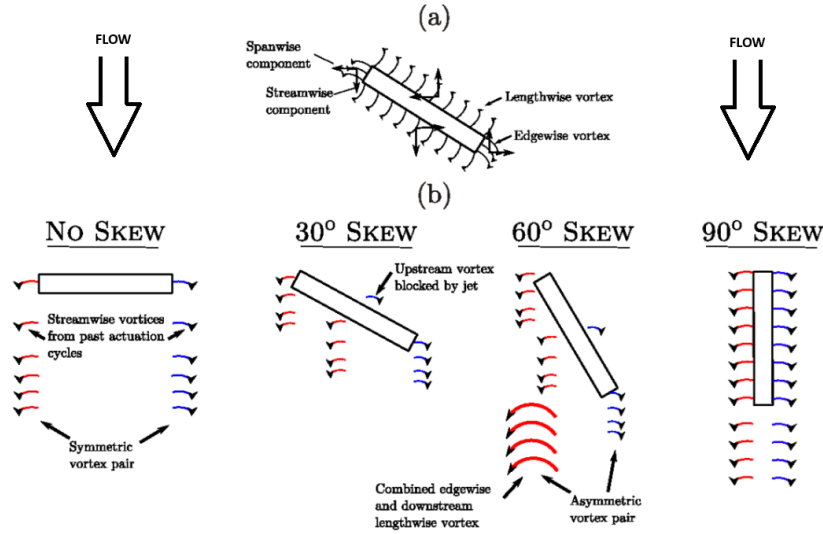 (a)
FLOW
FLOW
Spanwise
component
Streamwise
component
Lengthwise vortex
Edgewise vortex
(b)
NO SKEW
30° SKEW
60° SKEW
90° SKEW
Upstream vortex
blocked by jet
Streamwise vortices
from past actuation
cycles
Symmetric
vortex pair
Combined edgewise
and downstream
lengthwise vortex
Asymmetric
vortex pair